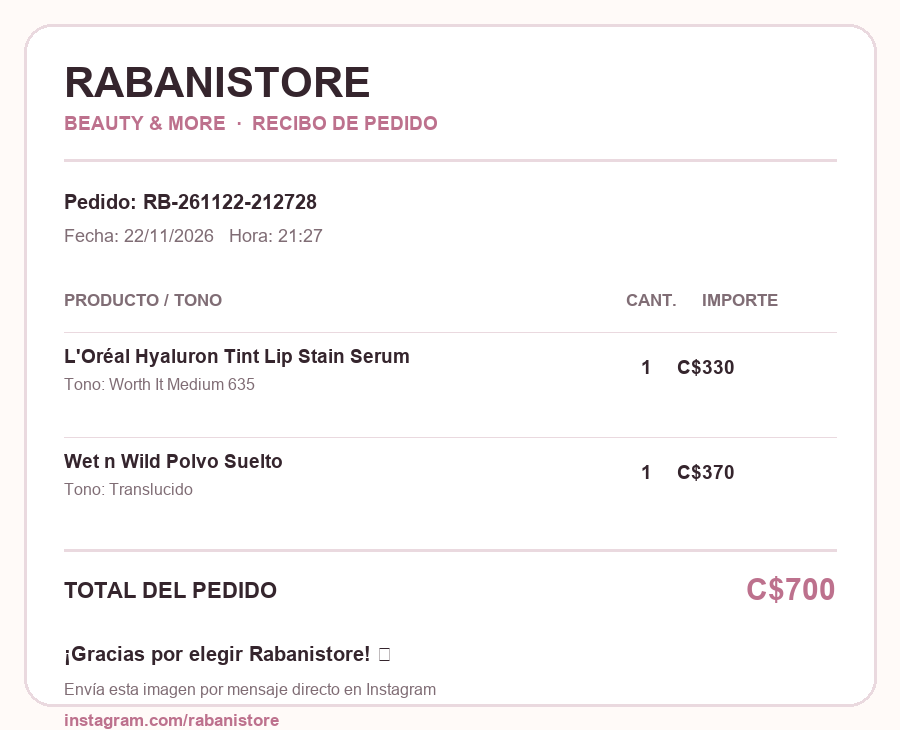 RABANISTORE
BEAUTY & MORE · RECIBO DE PEDIDO
Pedido: RB-261122-212728
Fecha: 22/11/2026 Hora: 21:27
PRODUCTO / TONO CANT. IMPORTE
L'Oréal Hyaluron Tint Lip Stain Serum
1 C$330
Tono: Worth It Medium 635
Wet n Wild Polvo Suelto
1 C$370
Tono: Translucido
TOTAL DEL PEDIDO C$700
¡Gracias por elegir Rabanistore! □
Envía esta imagen por mensaje directo en Instagram
instagram.com/rabanistore